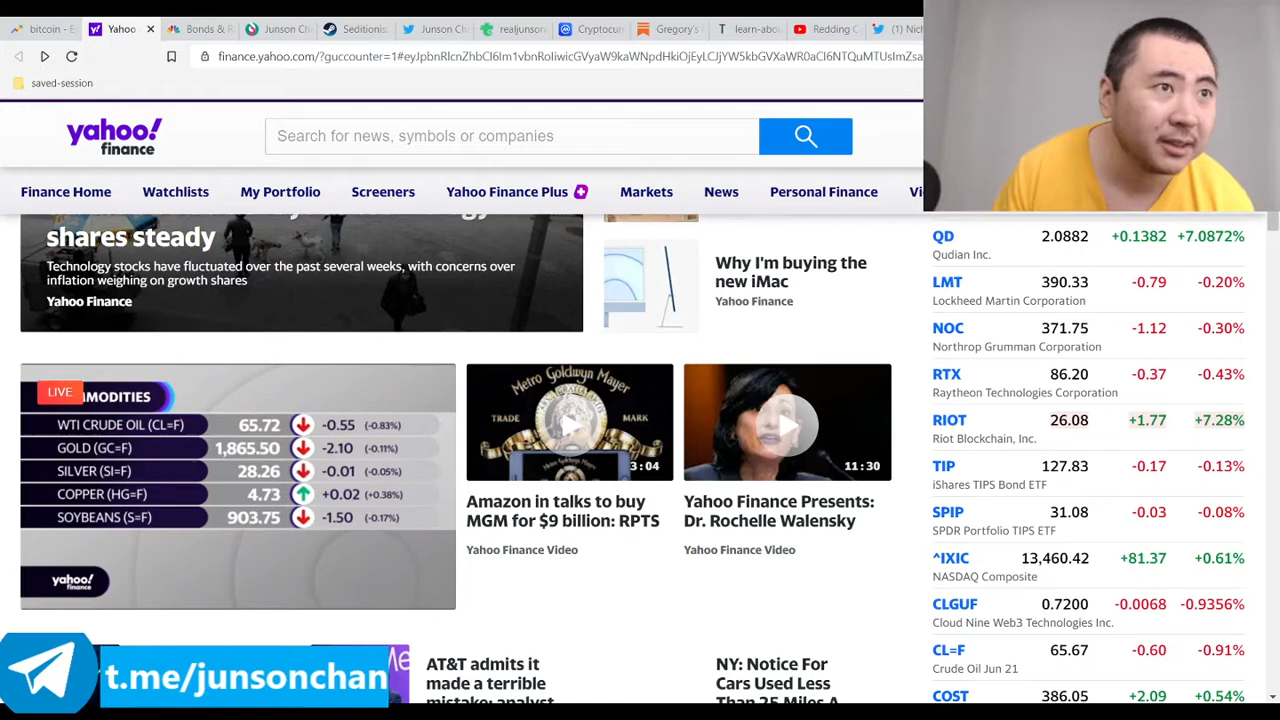 bitcoin - E
Yahoo
Bonds &
Junson Ch
Seditionis
Junson Ch
realjunson
Cryptocur
Gregory's
learn-abou
Redding C
(1) Nich
finance.yahoo.com/?guccounter=1#
saved-session
yahoo!
finance
Search for news, symbols or companies
Finance Home
Watchlists
My Portfolio
Screeners
Yahoo Finance Plus
Markets
News
Personal Finance
shares steady
Technology stocks have fluctuated over the past several weeks, with concerns over
inflation weighing on growth shares
Yahoo Finance
Why I'm buying the
new iMac
Yahoo Finance
LIVE
MODITIES
WTI CRUDE OIL (CL=F) 65.72 -0.55 (-0.83%)
GOLD (GC=F) 1,865.50 -2.10 (-0.11%)
SILVER (SI=F) 28.26 -0.01 (-0.05%)
COPPER (HG=F) 4.73 +0.02 (+0.38%)
SOYBEANS (S=F) 903.75 -1.50 (-0.17%)
yahoo!
finance
Metro Goldwyn Mayer
TRADE MARK
3:04
Amazon in talks to buy
MGM for $9 billion: RPTS
Yahoo Finance Video
11:30
Yahoo Finance Presents:
Dr. Rochelle Walensky
Yahoo Finance Video
AT&T admits it
made a terrible
mistake: analyst
NY: Notice For
Cars Used Less
Than 25 Miles A
t.me/junsonchan
QD 2.0882 +0.1382 +7.0872%
Qudian Inc.
LMT 390.33 -0.79 -0.20%
Lockheed Martin Corporation
NOC 371.75 -1.12 -0.30%
Northrop Grumman Corporation
RTX 86.20 -0.37 -0.43%
Raytheon Technologies Corporation
RIOT 26.08 +1.77 +7.28%
Riot Blockchain, Inc.
TIP 127.83 -0.17 -0.13%
iShares TIPS Bond ETF
SPIP 31.08 -0.03 -0.08%
SPDR Portfolio TIPS ETF
^IXIC 13,460.42 +81.37 +0.61%
NASDAQ Composite
CLGUF 0.7200 -0.0068 -0.9356%
Cloud Nine Web3 Technologies Inc.
CL=F 65.67 -0.60 -0.91%
Crude Oil Jun 21
COST 386.05 +2.09 +0.54%